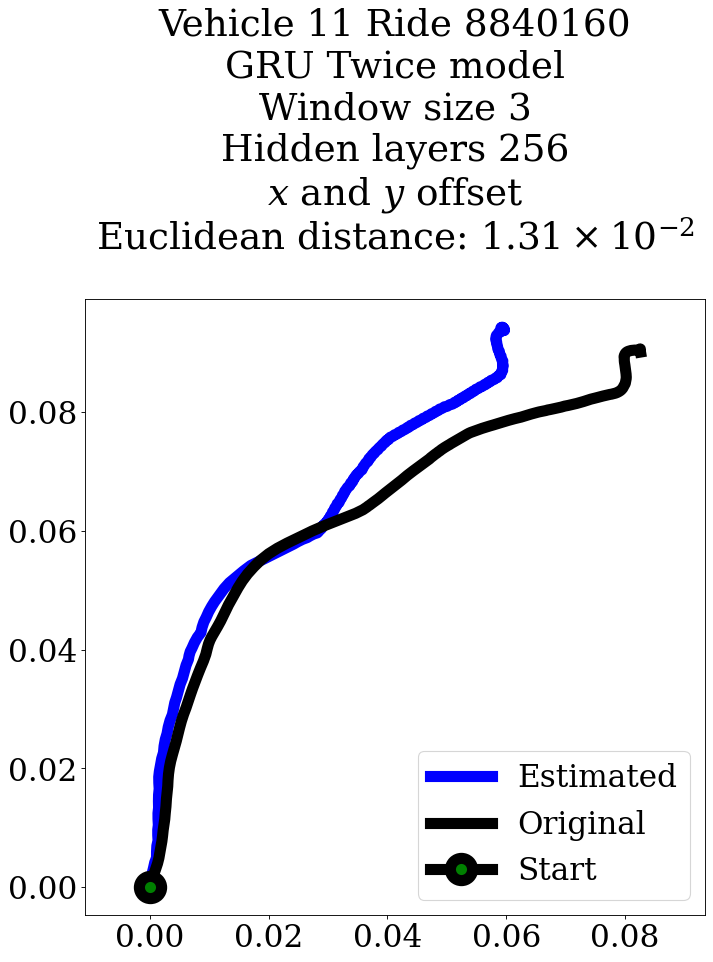 Vehicle 11 Ride 8840160
GRU Twice model
Window size 3
Hidden layers 256
x and y offset
Euclidean distance: 1.31 × 10⁻²
0.08
0.06
0.04
0.02
0.00
Estimated
Original
Start
0.00 0.02 0.04 0.06 0.08